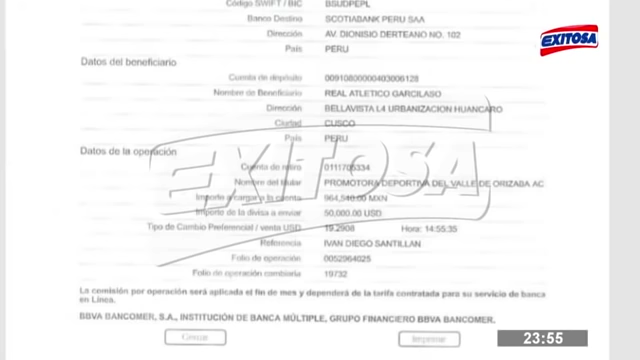 Código SWIFT / BIC BSUDPEPL
Banco Destino SCOTIABANK PERU SAA
Dirección AV. DIONISIO DERTEANO NO. 102
País PERU
EXITOSA
Datos del beneficiario
Cuenta de depósito 00910800000403006128
Nombre de Beneficiario REAL ATLETICO GARCILASO
Dirección BELLAVISTA L4 URBANIZACION HUANCARO
Ciudad CUSCO
País PERU
Datos de la operación
EXITOSA
Cuenta de retiro 0111705334
Nombre del titular PROMOTORA DEPORTIVA DEL VALLE DE ORIZABA AC
Importe a cargar a la cuenta 964,540.00 MXN
Importe de la divisa a enviar 50,000.00 USD
Tipo de Cambio Preferencial / venta USD 19.2908 Hora: 14:55:35
Referencia IVAN DIEGO SANTILLAN
Folio de operación 0052964025
Folio de operación cambiaria 19732
La comisión por operación será aplicada el fin de mes y dependerá de la tarifa contratada para su servicio de banca
en Línea.
BBVA BANCOMER, S.A., INSTITUCIÓN DE BANCA MÚLTIPLE, GRUPO FINANCIERO BBVA BANCOMER.
Cerrar Imprimir
23:55